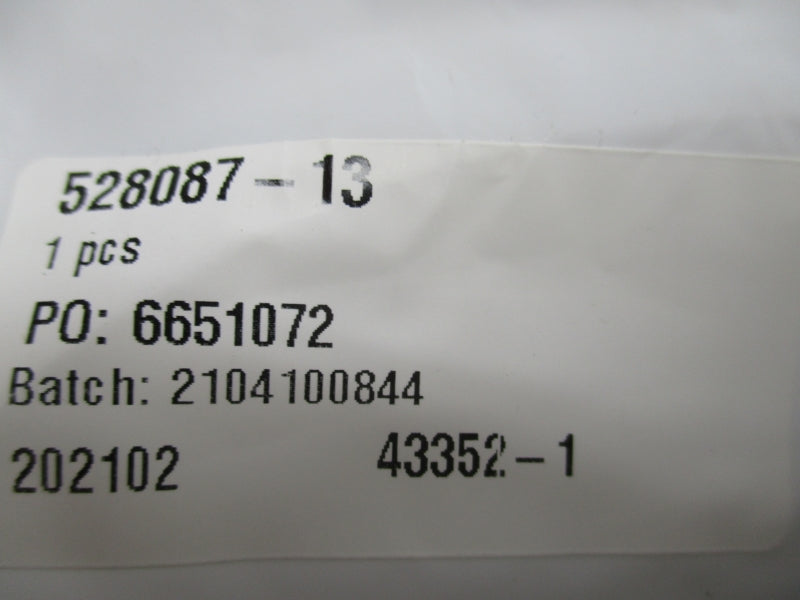 528087-13
1 pcs
PO: 6651072
Batch: 2104100844
202102 43352-1